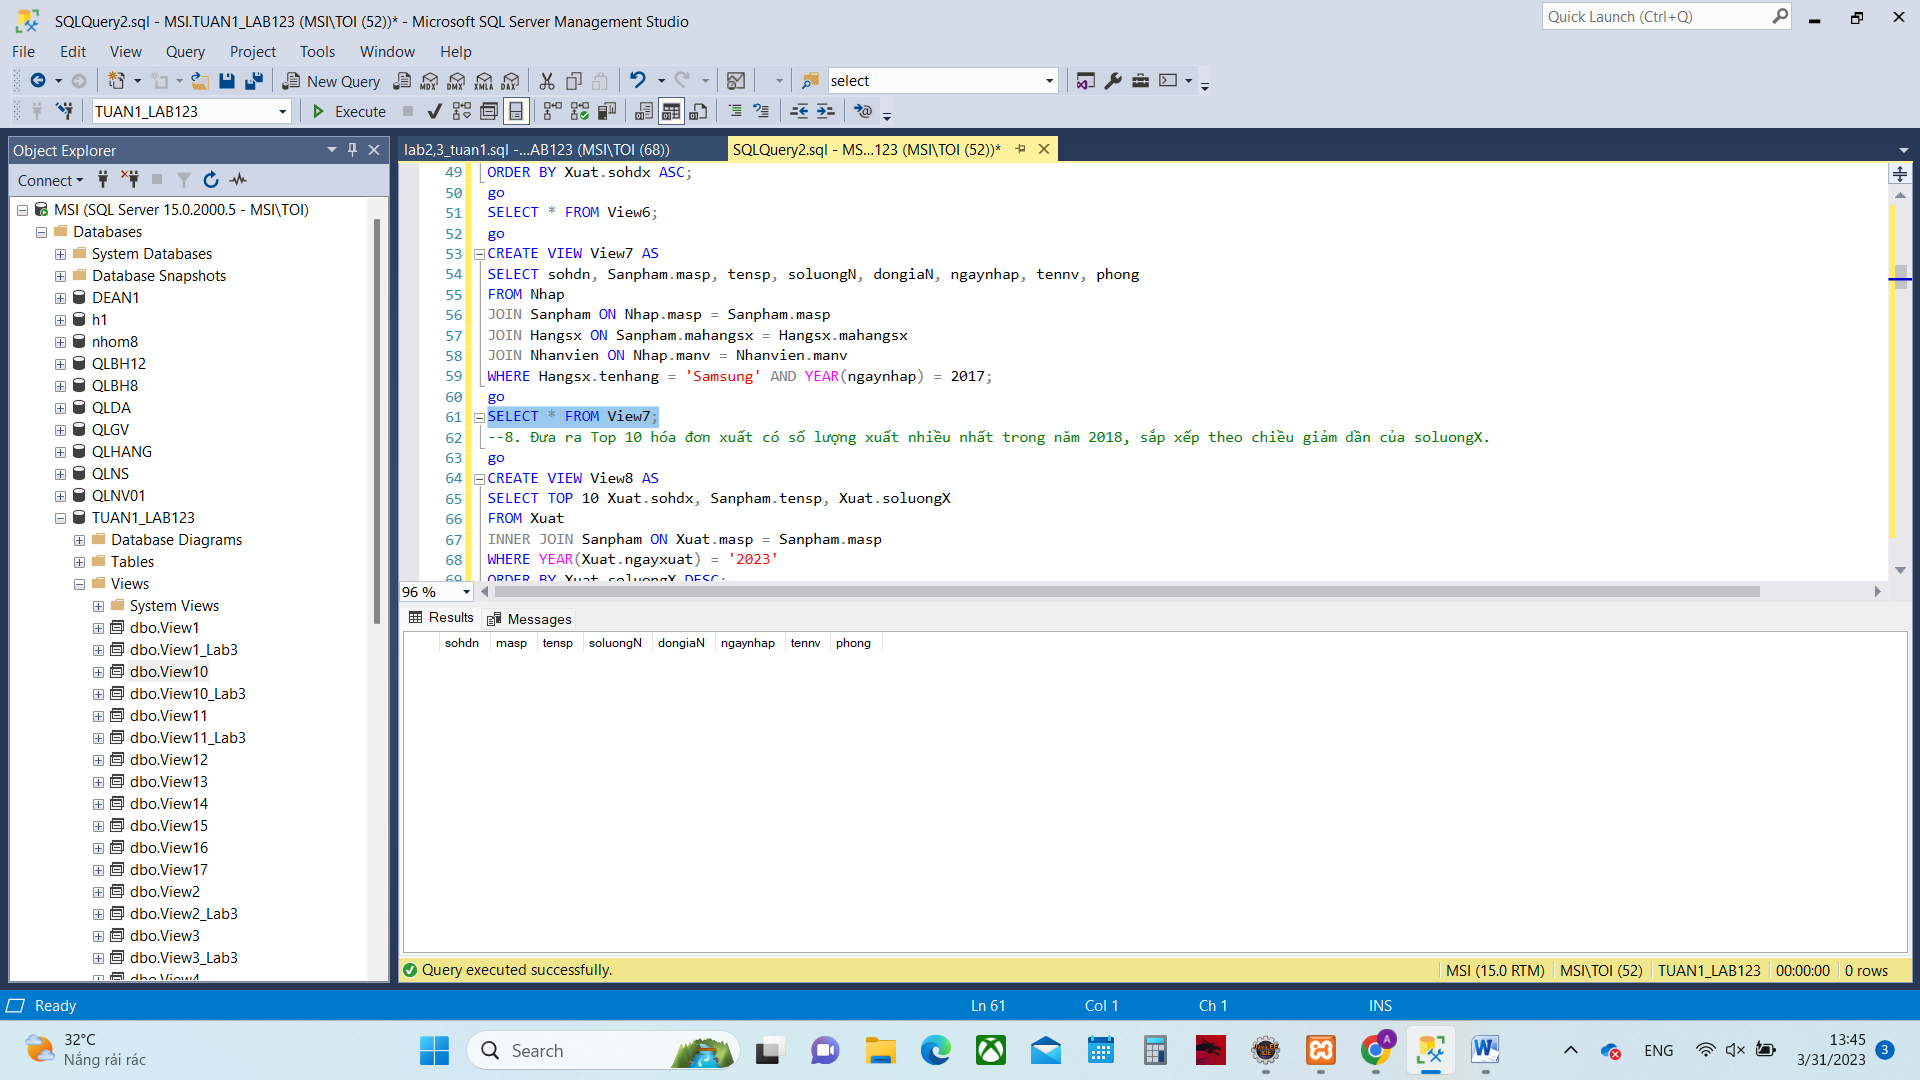 SQLQuery2.sql - MSI.TUAN1_LAB123 (MSI\TOI (52))* - Microsoft SQL Server Management Studio
Quick Launch (Ctrl+Q)
File Edit View Query Project Tools Window Help
New Query MDX DMX XMLA DAX select
TUAN1_LAB123 Execute
Object Explorer
Connect
MSI (SQL Server 15.0.2000.5 - MSI\TOI)
Databases
System Databases
Database Snapshots
DEAN1
h1
nhom8
QLBH12
QLBH8
QLDA
QLGV
QLHANG
QLNS
QLNV01
TUAN1_LAB123
Database Diagrams
Tables
Views
System Views
dbo.View1
dbo.View1_Lab3
dbo.View10
dbo.View10_Lab3
dbo.View11
dbo.View11_Lab3
dbo.View12
dbo.View13
dbo.View14
dbo.View15
dbo.View16
dbo.View17
dbo.View2
dbo.View2_Lab3
dbo.View3
dbo.View3_Lab3
dbo.View4
lab2,3_tuan1.sql -...AB123 (MSI\TOI (68))
SQLQuery2.sql - MS...123 (MSI\TOI (52))*
49 ORDER BY Xuat.sohdx ASC;
50 go
51 SELECT * FROM View6;
52 go
53 CREATE VIEW View7 AS
54 SELECT sohdn, Sanpham.masp, tensp, soluongN, dongiaN, ngaynhap, tennv, phong
55 FROM Nhap
56 JOIN Sanpham ON Nhap.masp = Sanpham.masp
57 JOIN Hangsx ON Sanpham.mahangsx = Hangsx.mahangsx
58 JOIN Nhanvien ON Nhap.manv = Nhanvien.manv
59 WHERE Hangsx.tenhang = 'Samsung' AND YEAR(ngaynhap) = 2017;
60 go
61 SELECT * FROM View7;
62 --8. Đưa ra Top 10 hóa đơn xuất có số lượng xuất nhiều nhất trong năm 2018, sắp xếp theo chiều giảm dần của soluongX.
63 go
64 CREATE VIEW View8 AS
65 SELECT TOP 10 Xuat.sohdx, Sanpham.tensp, Xuat.soluongX
66 FROM Xuat
67 INNER JOIN Sanpham ON Xuat.masp = Sanpham.masp
68 WHERE YEAR(Xuat.ngayxuat) = '2023'
69 ORDER BY Xuat.soluongX DESC;
96 %
Results Messages
sohdn masp tensp soluongN dongiaN ngaynhap tennv phong
Query executed successfully.
MSI (15.0 RTM) MSI\TOI (52) TUAN1_LAB123 00:00:00 0 rows
Ready Ln 61 Col 1 Ch 1 INS
32°C
Nắng rải rác
Search
ENG
13:45
3/31/2023
3